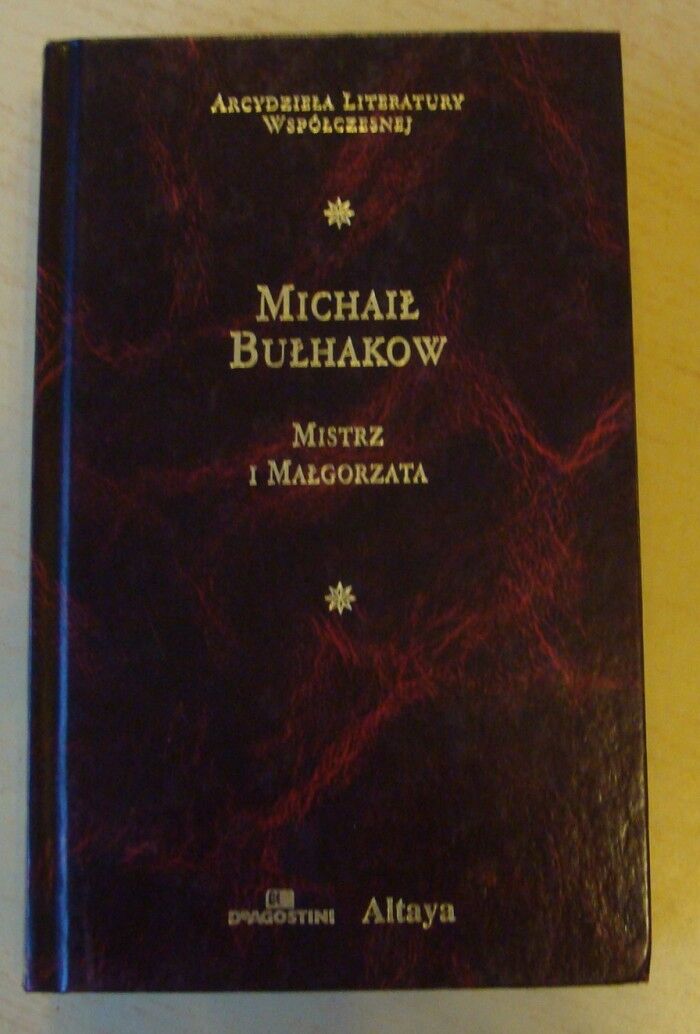 ARCYDZIEŁA LITERATURY
WSPÓŁCZESNEJ
MICHAIŁ
BUŁHAKOW
MISTRZ
I MAŁGORZATA
DEAGOSTINI Altaya